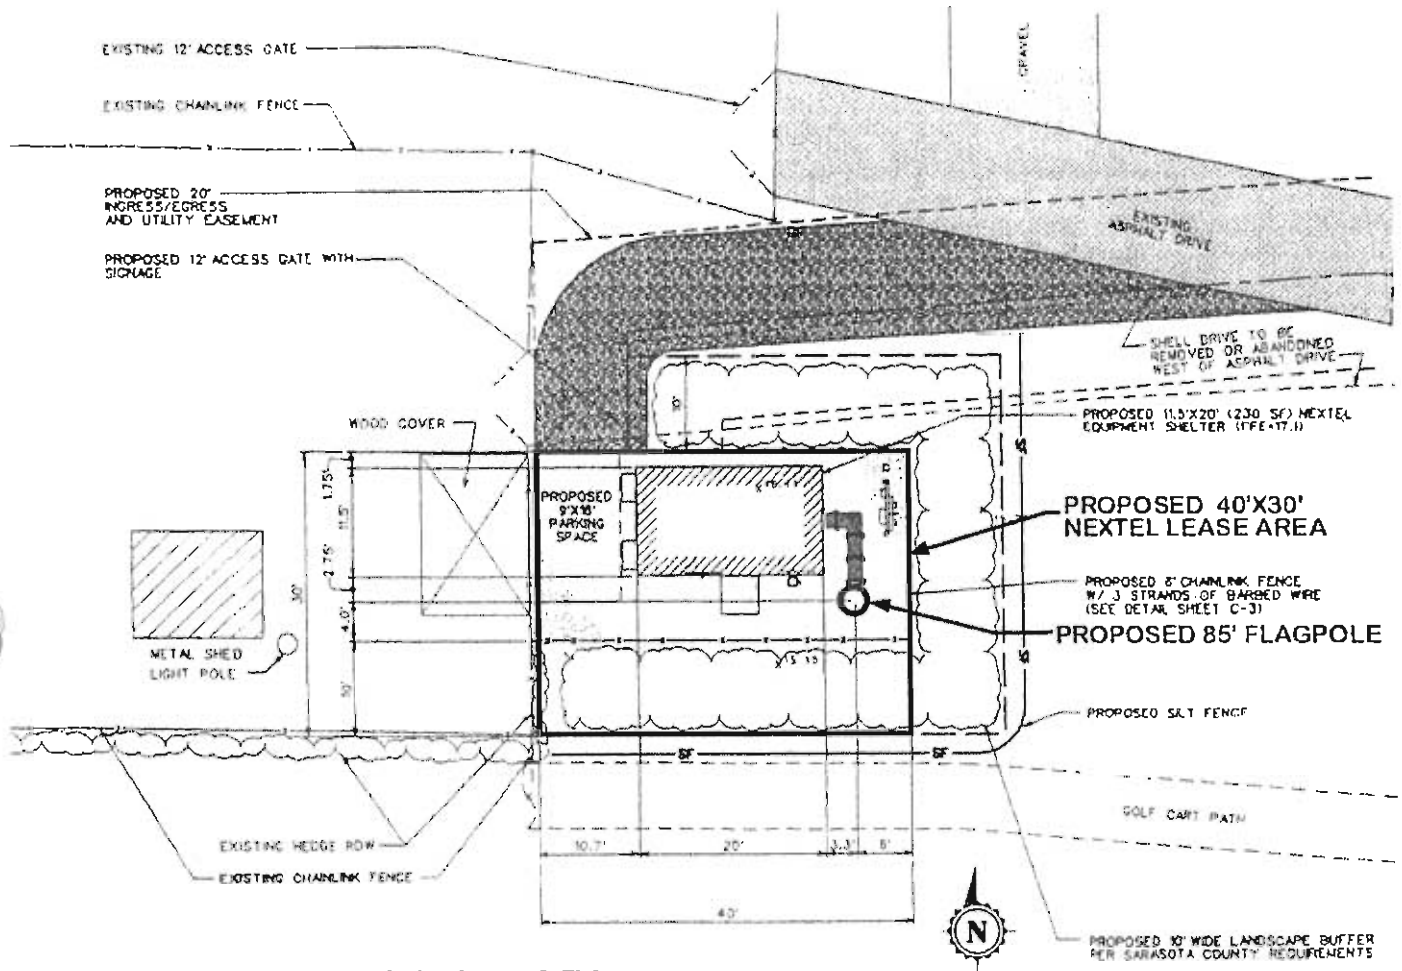 EXISTING 12' ACCESS GATE
GRAVEL
EXISTING CHAINLINK FENCE
PROPOSED 20'
INGRESS/EGRESS
AND UTILITY EASEMENT
EXISTING
ASPHALT DRIVE
PROPOSED 12' ACCESS GATE WITH
SIGNAGE
SHELL DRIVE TO BE
REMOVED OR ABANDONED
WEST OF ASPHALT DRIVE
10'
WOOD COVER
PROPOSED 11.5'X20' (230 SF) NEXTEL
EQUIPMENT SHELTER (FFE=17.1)
1.75'
11.5'
2.75'
4.0'
10'
30'
PROPOSED
9'X18'
PARKING
SPACE
PROPOSED 40'X30'
NEXTEL LEASE AREA
PROPOSED 8' CHAINLINK FENCE
W/ 3 STRANDS OF BARBED WIRE
(SEE DETAIL SHEET C-3)
PROPOSED 85' FLAGPOLE
METAL SHED
LIGHT POLE
SF
SF
PROPOSED SILT FENCE
SF
SF
GOLF CART PATH
EXISTING HEDGE ROW
EXISTING CHAINLINK FENCE
10.7'
20'
3.3'
6'
40'
N
PROPOSED 10' WIDE LANDSCAPE BUFFER
PER SARASOTA COUNTY REQUIREMENTS